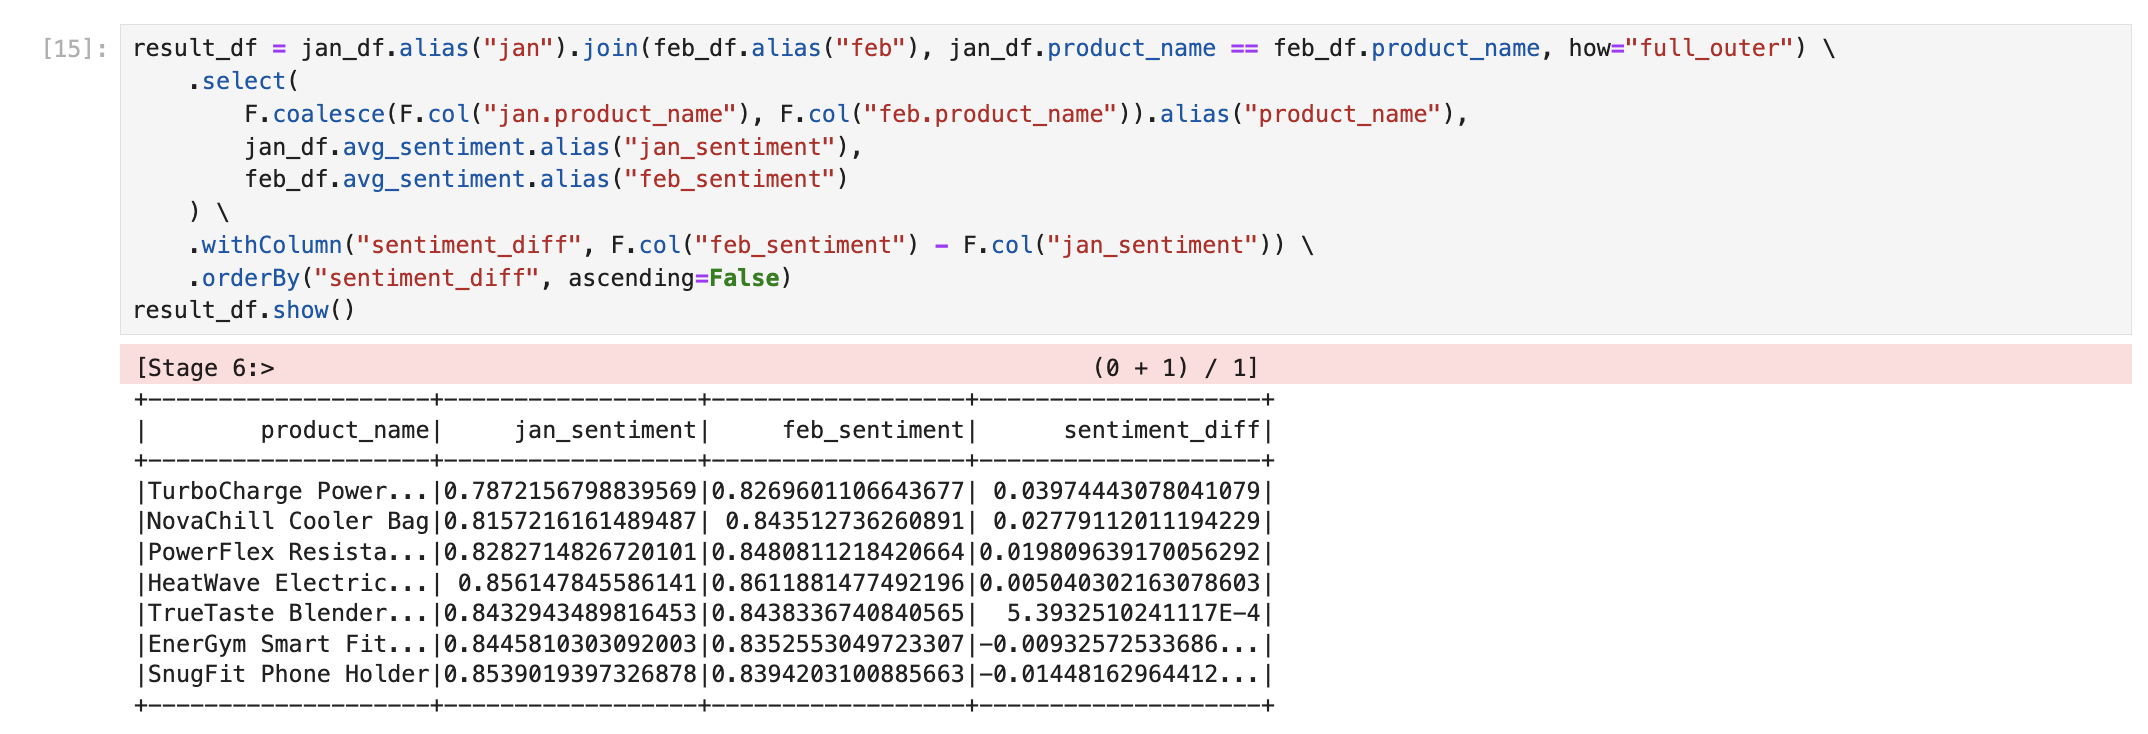 [15]: result_df = jan_df.alias("jan").join(feb_df.alias("feb"), jan_df.product_name == feb_df.product_name, how="full_outer") \
    .select(
        F.coalesce(F.col("jan.product_name"), F.col("feb.product_name")).alias("product_name"),
        jan_df.avg_sentiment.alias("jan_sentiment"),
        feb_df.avg_sentiment.alias("feb_sentiment")
    ) \
    .withColumn("sentiment_diff", F.col("feb_sentiment") - F.col("jan_sentiment")) \
    .orderBy("sentiment_diff", ascending=False)
result_df.show()
[Stage 6:>                                                          (0 + 1) / 1]
+--------------------+------------------+------------------+--------------------+
|        product_name|     jan_sentiment|     feb_sentiment|      sentiment_diff|
+--------------------+------------------+------------------+--------------------+
|TurboCharge Power...|0.7872156798839569|0.8269601106643677| 0.03974443078041079|
|NovaChill Cooler Bag|0.8157216161489487| 0.843512736260891| 0.02779112011194229|
|PowerFlex Resista...|0.8282714826720101|0.8480811218420664|0.019809639170056292|
|HeatWave Electric...| 0.856147845586141|0.8611881477492196|0.005040302163078603|
|TrueTaste Blender...|0.8432943489816453|0.8438336740840565|  5.3932510241117E-4|
|EnerGym Smart Fit...|0.8445810303092003|0.8352553049723307|-0.00932572533686...|
|SnugFit Phone Holder|0.8539019397326878|0.8394203100885663|-0.01448162964412...|
+--------------------+------------------+------------------+--------------------+